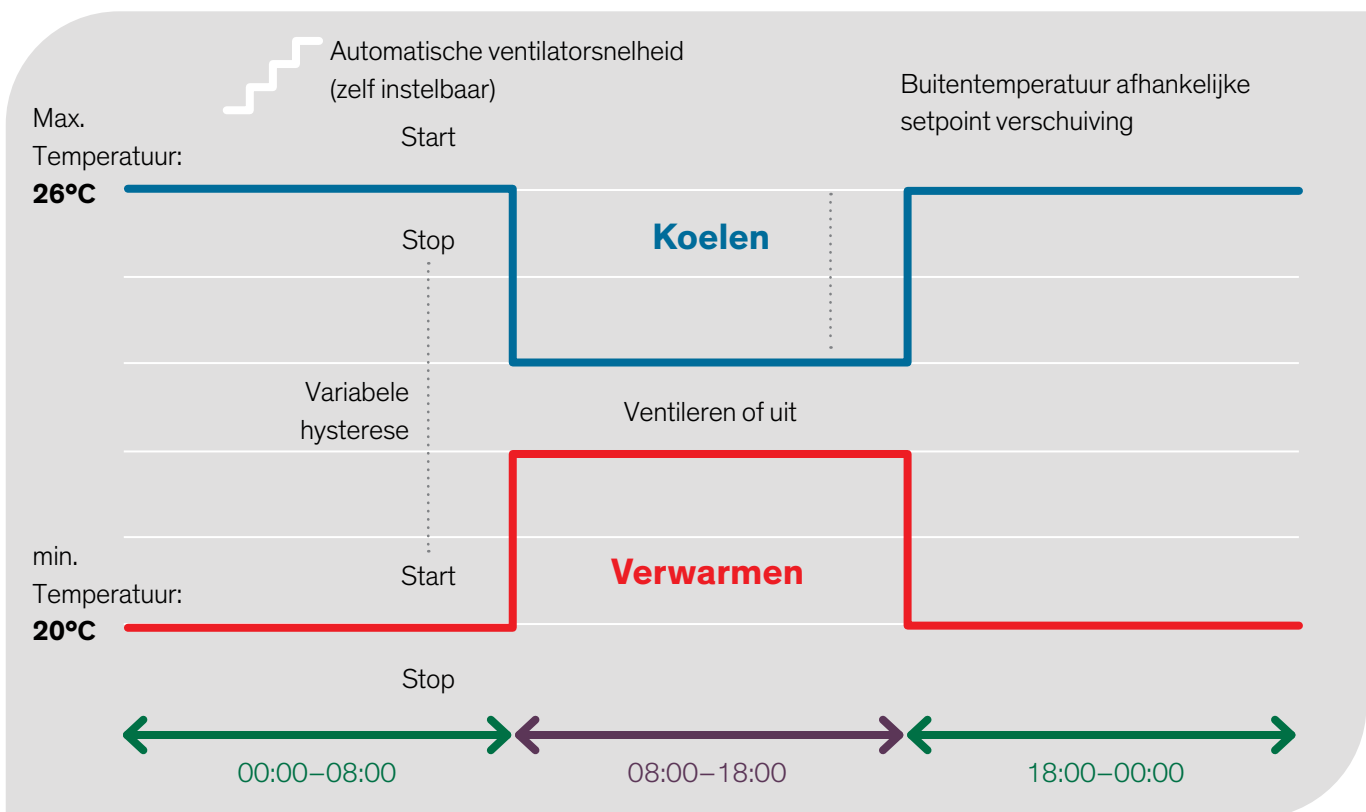 Automatische ventilatorsnelheid
(zelf instelbaar)
Buitentemperatuur afhankelijke
setpoint verschuiving
Max.
Temperatuur:
26°C
Start
Stop
Koelen
Variabele
hysterese
Ventileren of uit
min.
Temperatuur:
20°C
Start
Verwarmen
Stop
00:00–08:00
08:00–18:00
18:00–00:00